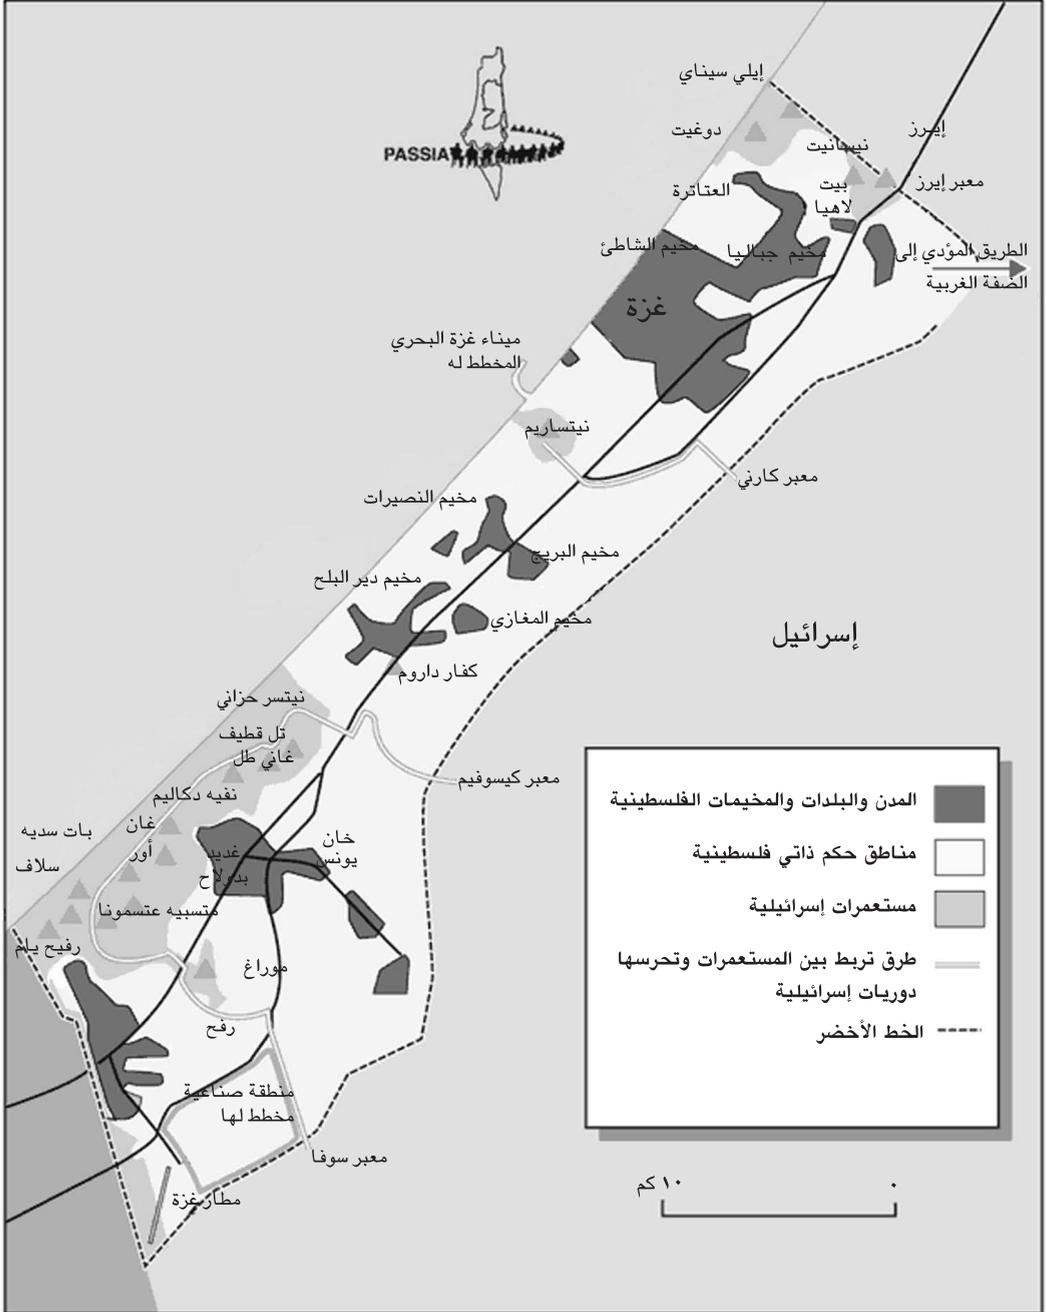 إيلي سيناي
دوغيت
إيرز
نيسانيت
PASSIA
معبر إيرز
بيت
لاهيا
العتاترة
مخيم الشاطئ
مخيم جباليا
الطريق المؤدي إلى
الضفة الغربية
غزة
ميناء غزة البحري
المخطط له
نيتساريم
معبر كارني
مخيم النصيرات
مخيم البريج
مخيم دير البلح
مخيم المغازي
إسرائيل
كفار داروم
نيتسر حزاني
تل قطيف
غاني طل
معبر كيسوفيم
نفيه دكاليم
غان
أور
بات سديه
سلاف
خان
يونس
غديد
بدولاح
متسبيه عتسمونا
رفيح يام
موراغ
رفح
منطقة صناعية
مخطط لها
معبر سوفا
مطار غزة
المدن والبلدات والمخيمات الفلسطينية
مناطق حكم ذاتي فلسطينية
مستعمرات إسرائيلية
طرق تربط بين المستعمرات وتحرسها
دوريات إسرائيلية
الخط الأخضر
٠
١٠ كم